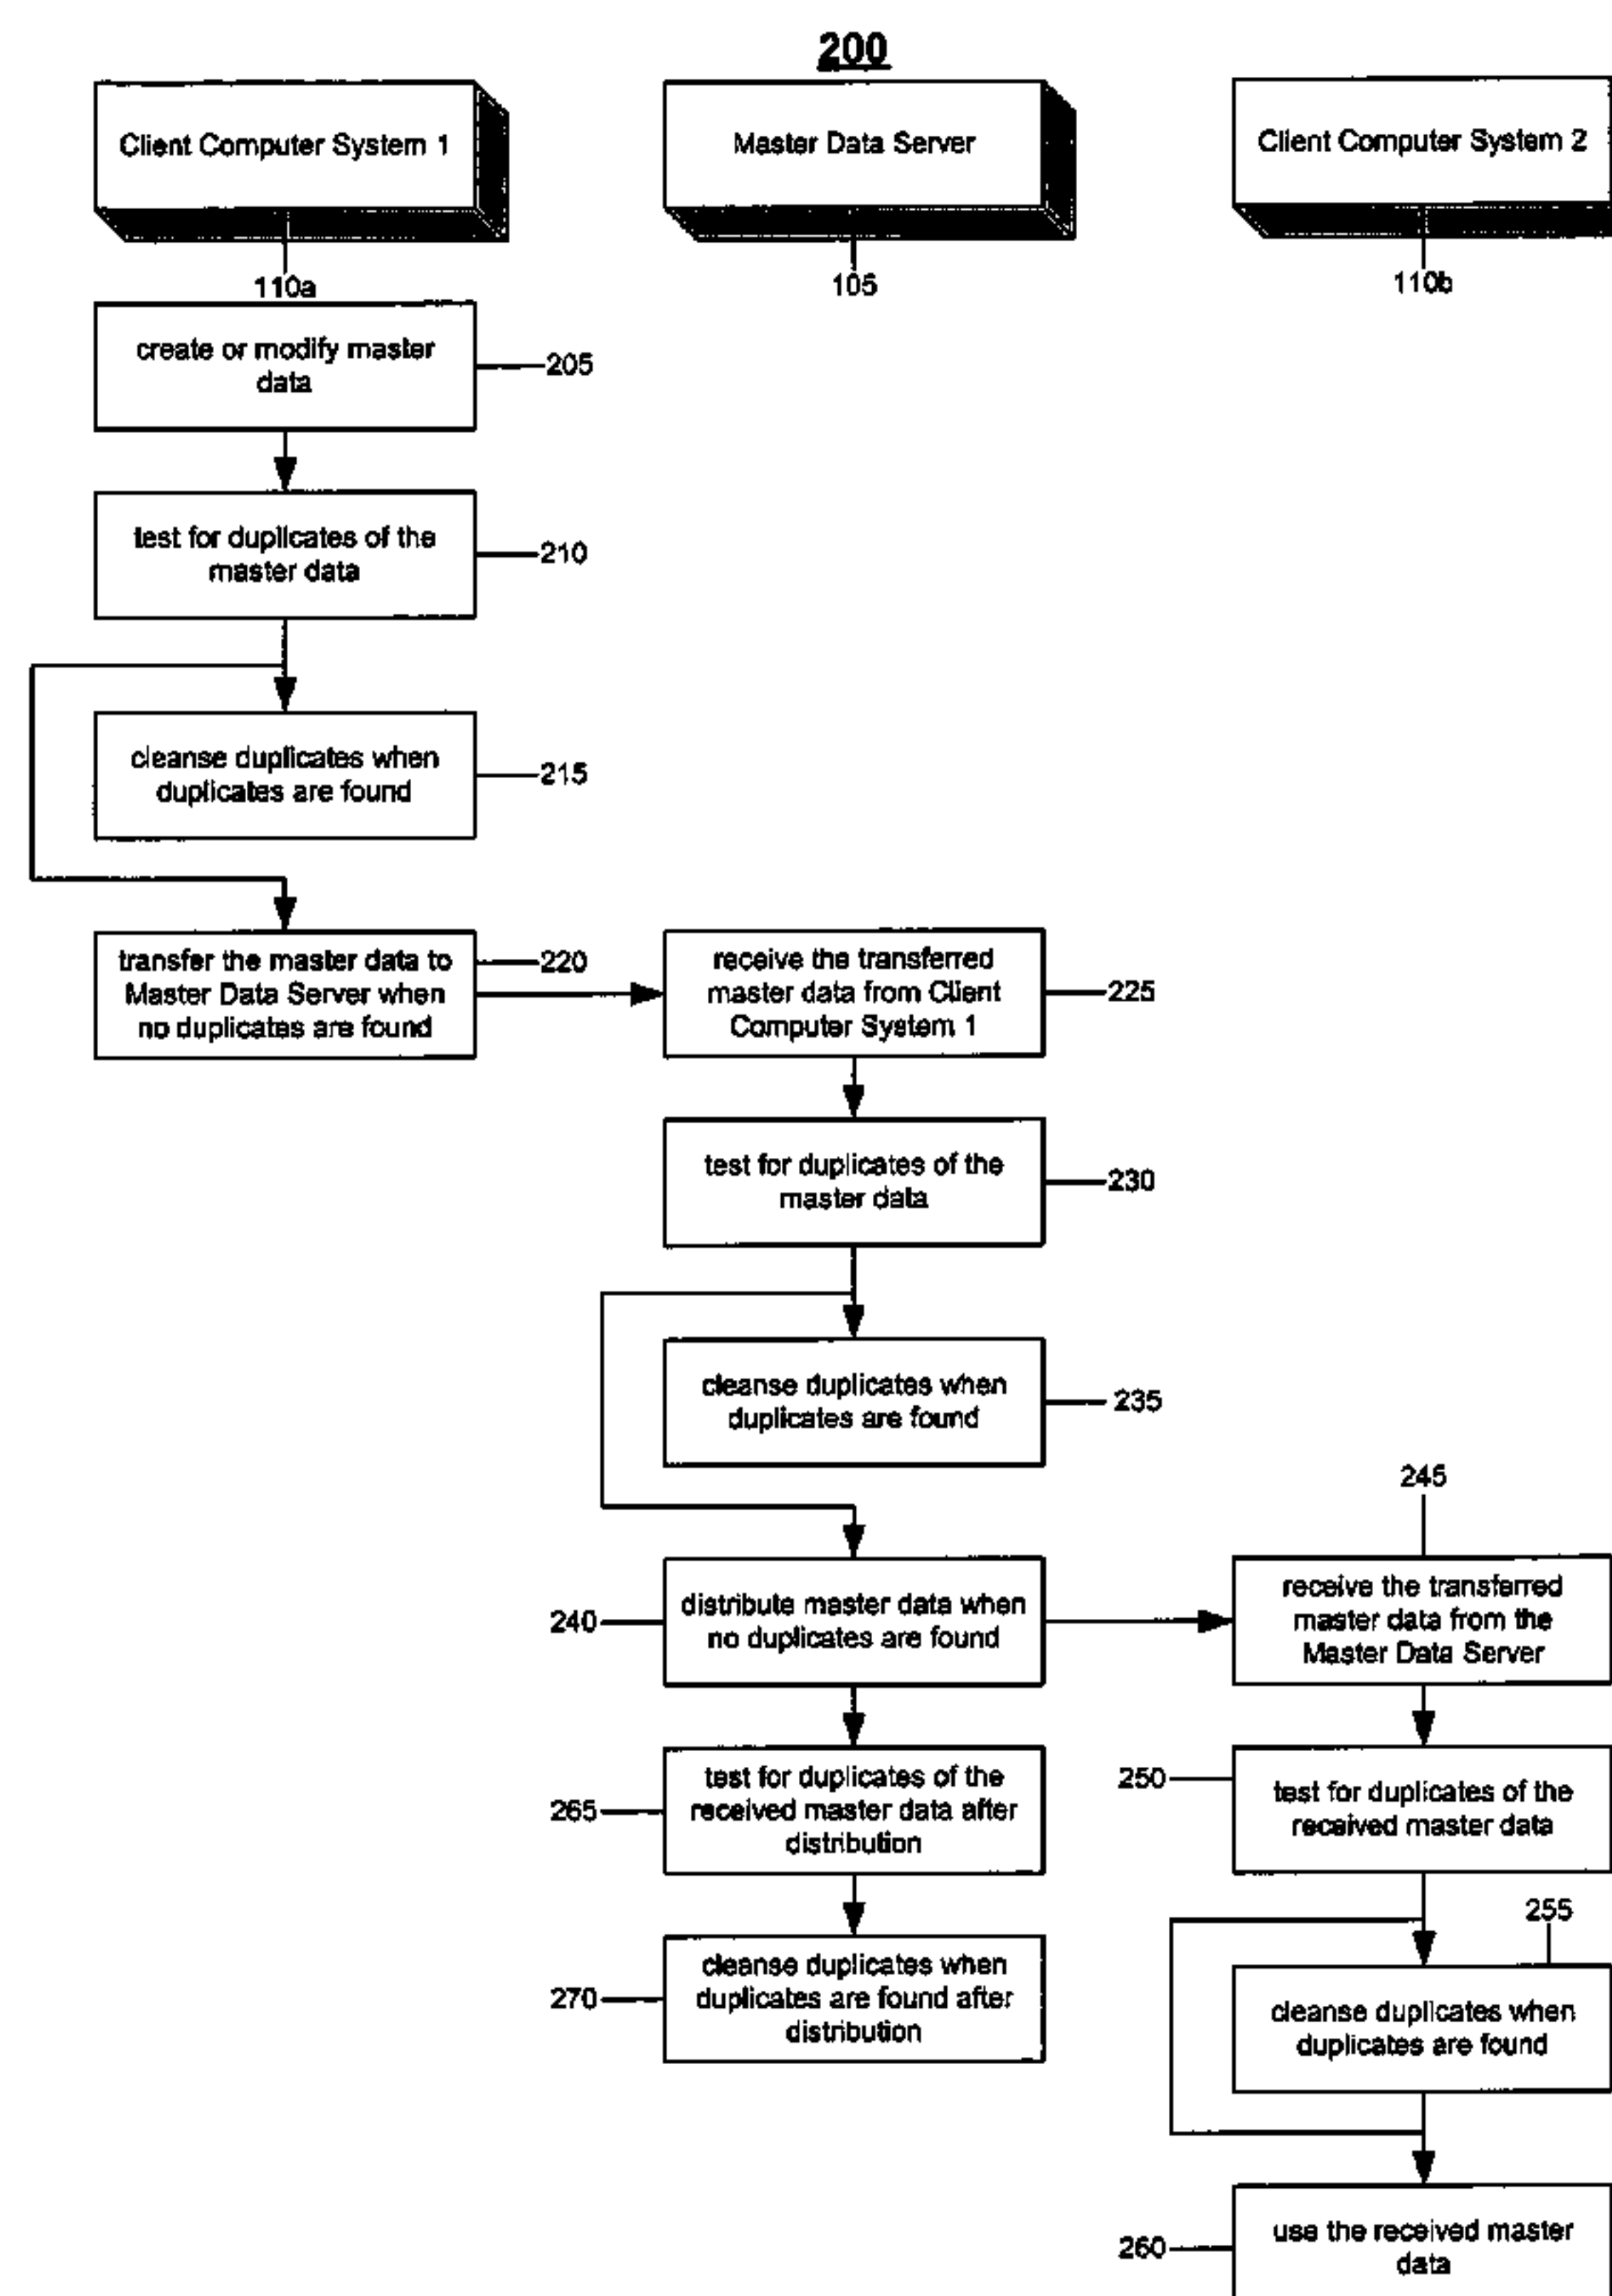 200
Client Computer System 1
Master Data Server
Client Computer System 2
110a
105
110b
create or modify master
data
205
test for duplicates of the
master data
210
cleanse duplicates when
duplicates are found
215
transfer the master data to
Master Data Server when
no duplicates are found
220
receive the transferred
master data from Client
Computer System 1
225
test for duplicates of the
master data
230
cleanse duplicates when
duplicates are found
235
245
240
distribute master data when
no duplicates are found
receive the transferred
master data from the
Master Data Server
265
test for duplicates of the
received master data after
distribution
250
test for duplicates of the
received master data
255
270
cleanse duplicates when
duplicates are found after
distribution
cleanse duplicates when
duplicates are found
260
use the received master
data